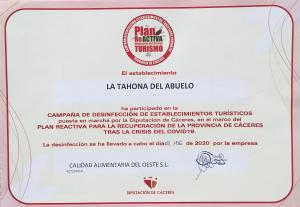 Plan
ReACTIVA
TURISMO
El establecimiento
LA TAHONA DEL ABUELO
ha participado en la
CAMPAÑA DE DESINFECCIÓN DE ESTABLECIMIENTOS TURÍSTICOS
puesta en marcha por la Diputación de Cáceres, en el marco del
PLAN REACTIVA PARA LA RECUPERACIÓN DE LA PROVINCIA DE CÁCERES
TRAS LA CRISIS DEL COVID19.
La desinfección se ha llevado a cabo el día de 2020 por la empresa
CALIDAD ALIMENTARIA DEL OESTE S.L.
DIPUTACIÓN DE CÁCERES